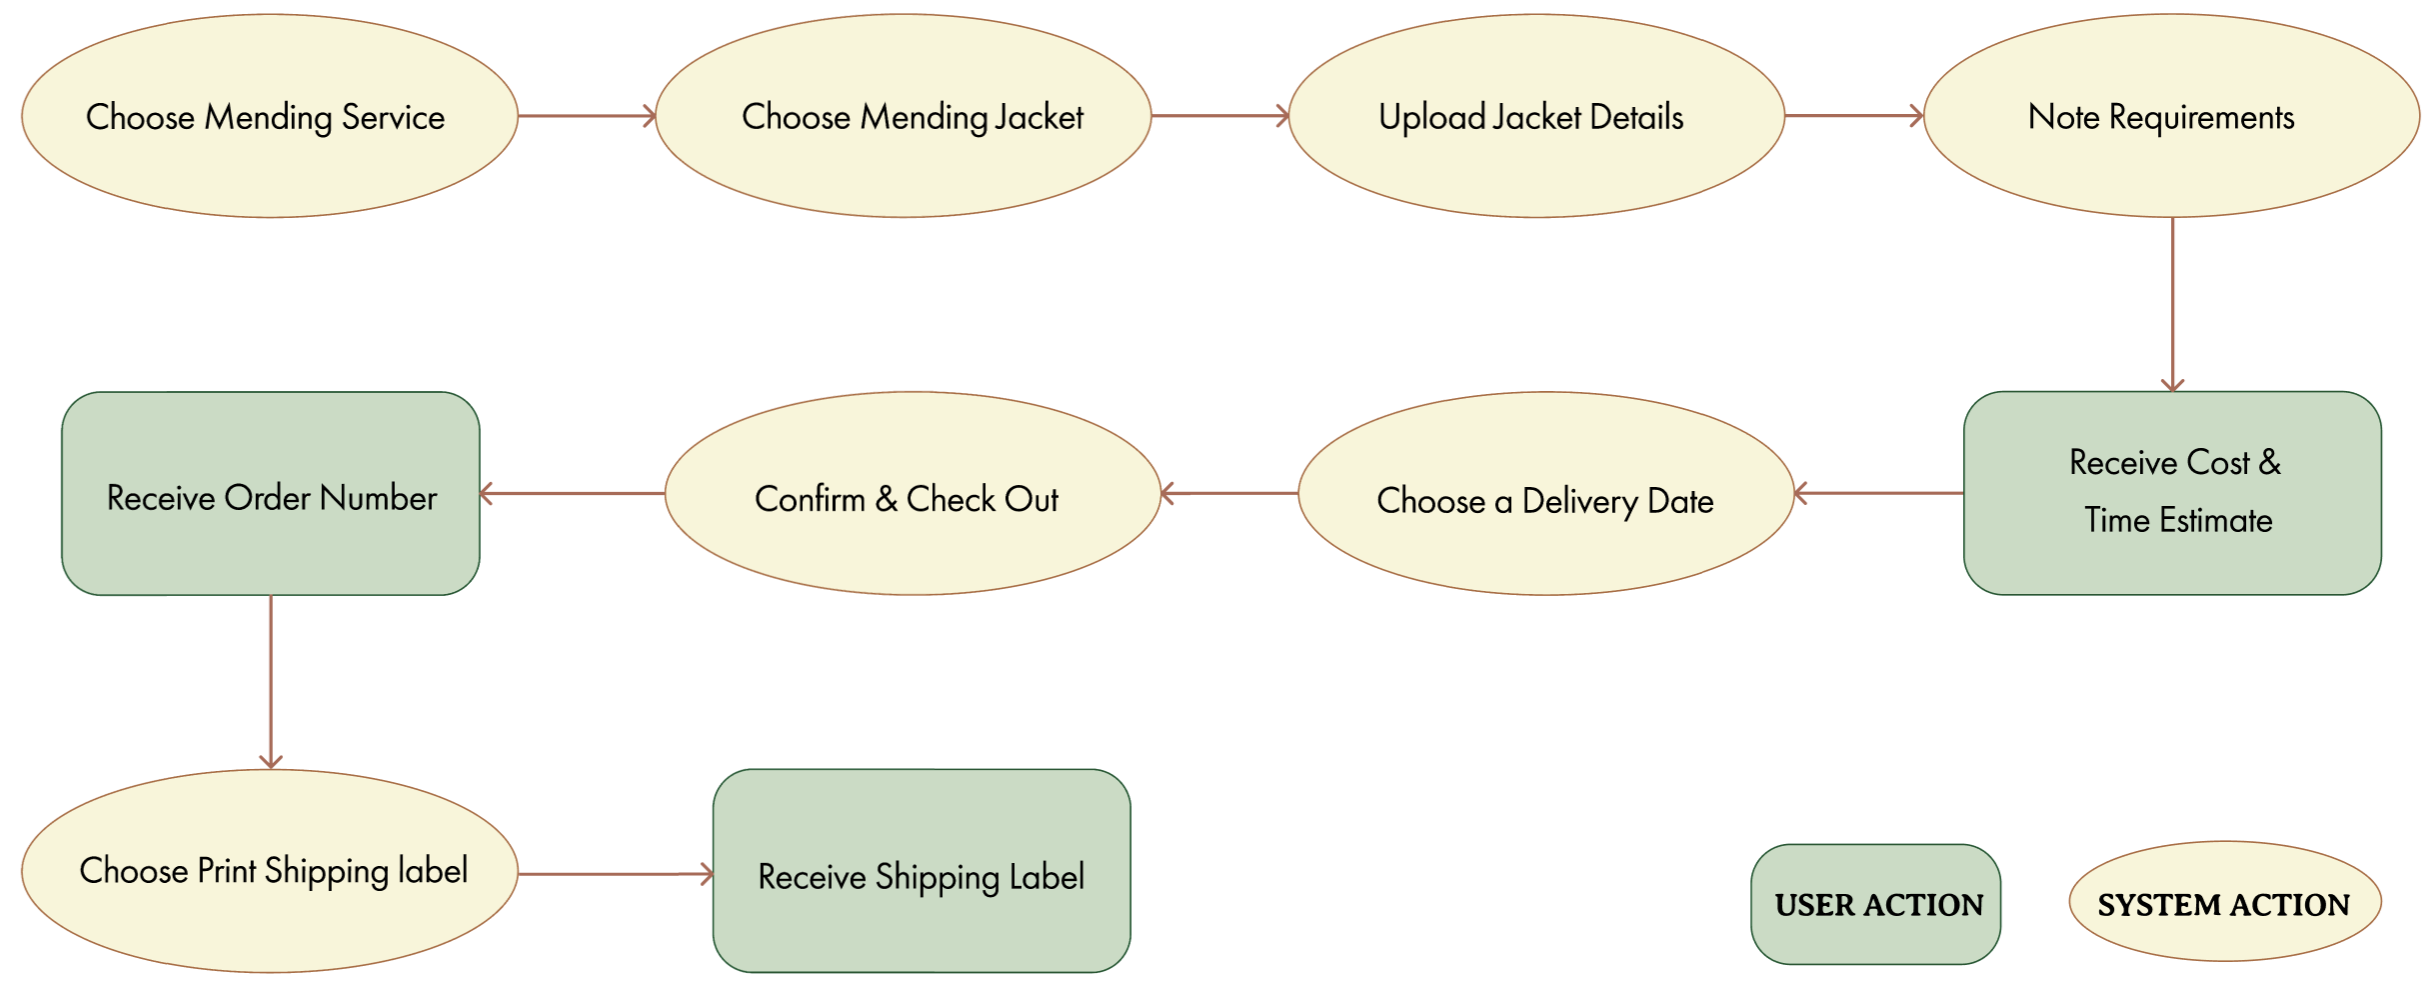 Choose Mending Service
Choose Mending Jacket
Upload Jacket Details
Note Requirements
Receive Order Number
Confirm & Check Out
Choose a Delivery Date
Receive Cost &
Time Estimate
Choose Print Shipping label
Receive Shipping Label
USER ACTION
SYSTEM ACTION